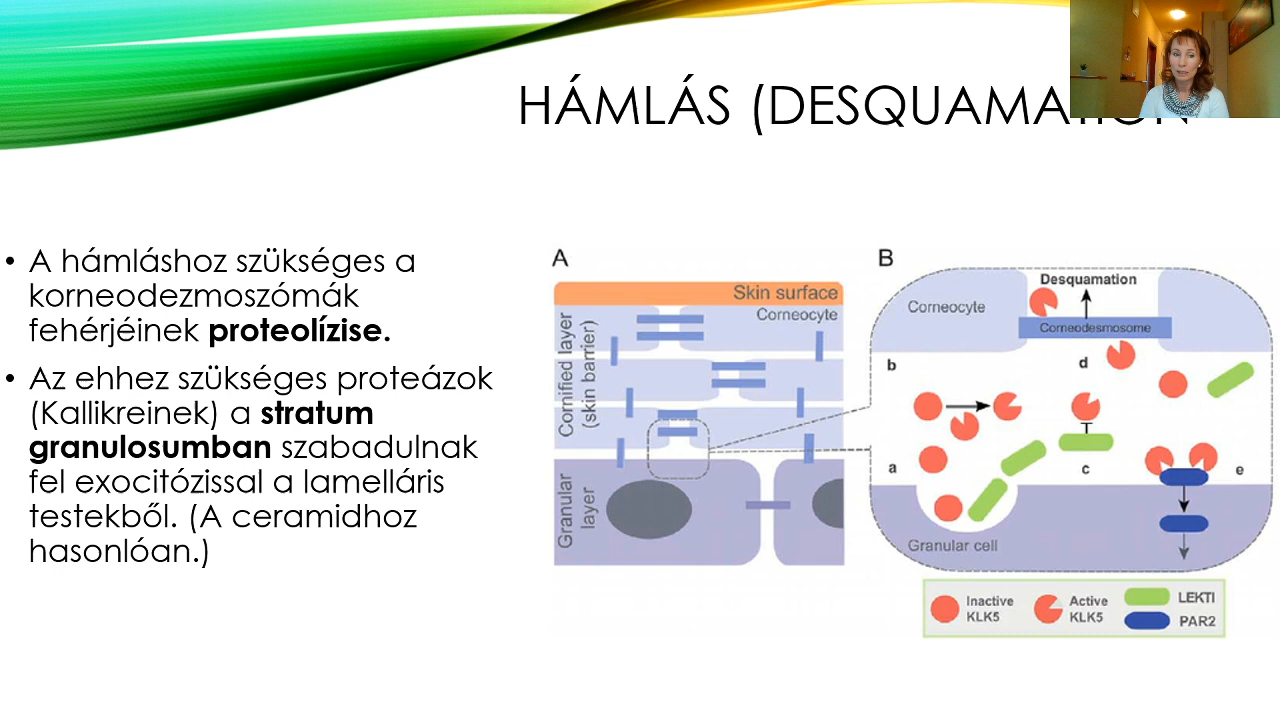 HÁMLÁS (DESQUAMATION
• A hámláshoz szükséges a
korneodezmoszómák
fehérjéinek proteolízise.
• Az ehhez szükséges proteázok
(Kallikreinek) a stratum
granulosumban szabadulnak
fel exocitózissal a lamelláris
testekből. (A ceramidhoz
hasonlóan.)
A
Skin surface
Corneocyte
Cornified layer
(skin barrier)
Granular
layer
B
Desquamation
Corneocyte
Corneodesmosome
b
d
a
c
e
Granular cell
Inactive
KLK5
Active
KLK5
LEKTI
PAR2